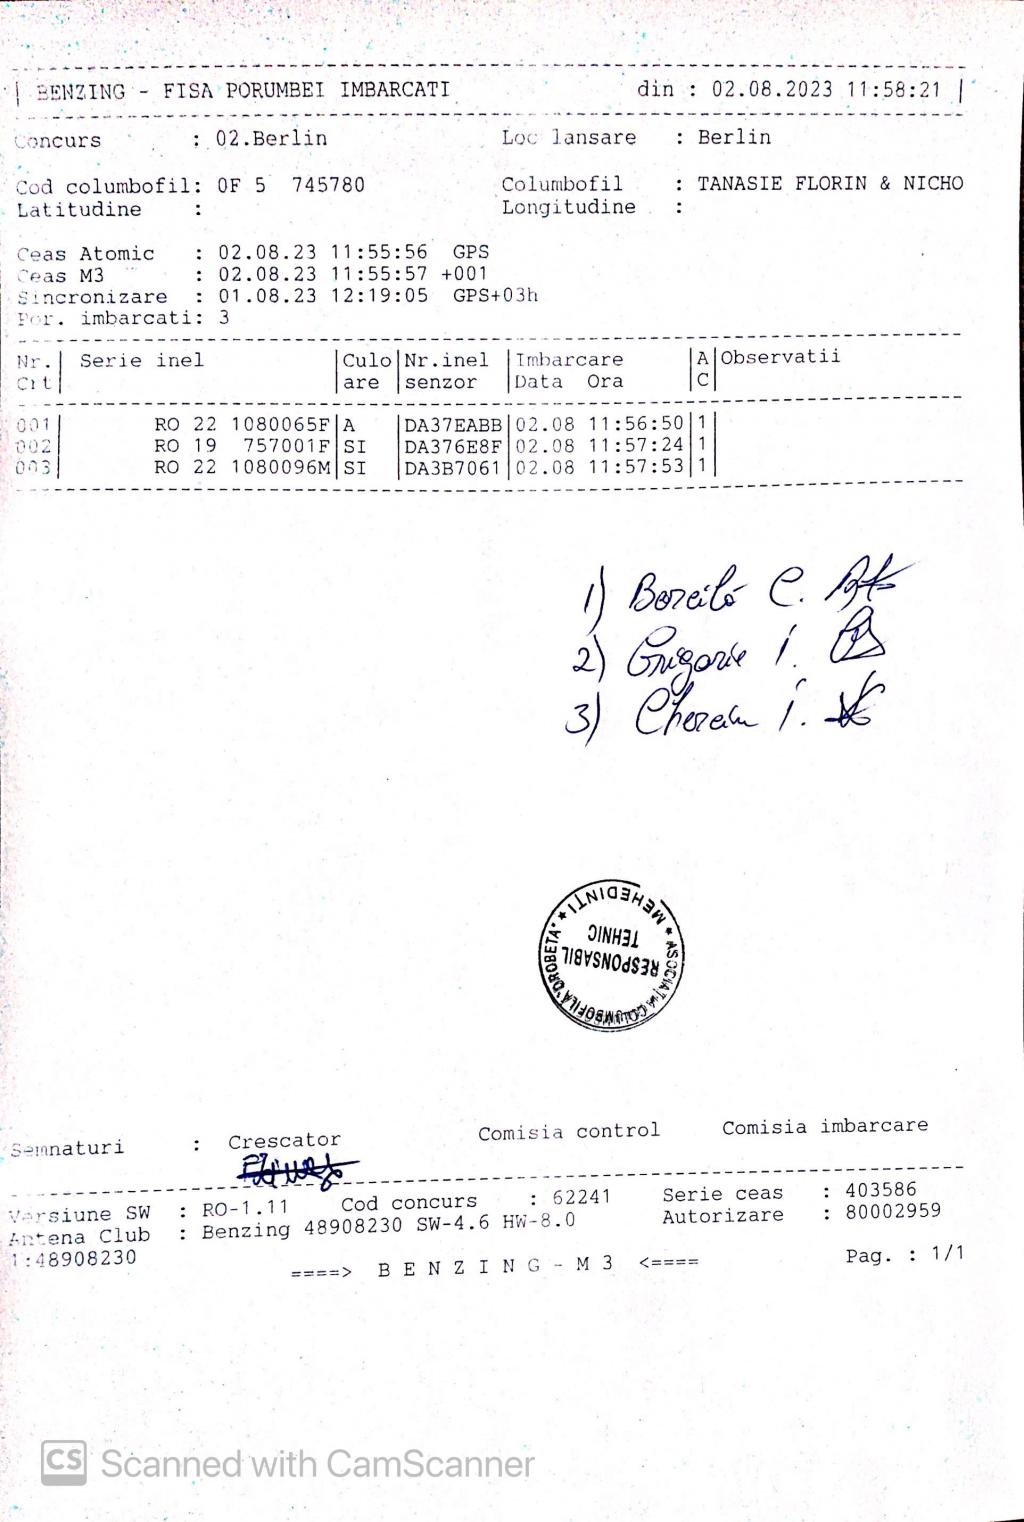 | BENZING - FISA PORUMBEI IMBARCATI din : 02.08.2023 11:58:21 |
Concurs : 02.Berlin Loc lansare : Berlin
Cod columbofil: OF 5 745780 Columbofil : TANASIE FLORIN & NICHO
Latitudine : Longitudine :
Ceas Atomic : 02.08.23 11:55:56 GPS
Ceas M3 : 02.08.23 11:55:57 +001
Sincronizare : 01.08.23 12:19:05 GPS+03h
Por. imbarcati: 3
Nr.| Serie inel |Culo|Nr.inel |Imbarcare |A|Observatii
Crt| |are |senzor |Data Ora |C|
001| RO 22 1080065F|A |DA37EABB|02.08 11:56:50|1|
002| RO 19 757001F|SI |DA376E8F|02.08 11:57:24|1|
003| RO 22 1080096M|SI |DA3B7061|02.08 11:57:53|1|
1) C.
2) Grigorie I.
3) I.
ASOCIATIA COLUMBOFILA "DROBETA" * MEHEDINTI *
RESPONSABIL
TEHNIC
Semnaturi : Crescator Comisia control Comisia imbarcare
Versiune SW : RO-1.11 Cod concurs : 62241 Serie ceas : 403586
Antena Club : Benzing 48908230 SW-4.6 HW-8.0 Autorizare : 80002959
1:48908230
====> B E N Z I N G - M 3 <==== Pag. : 1/1
CS Scanned with CamScanner